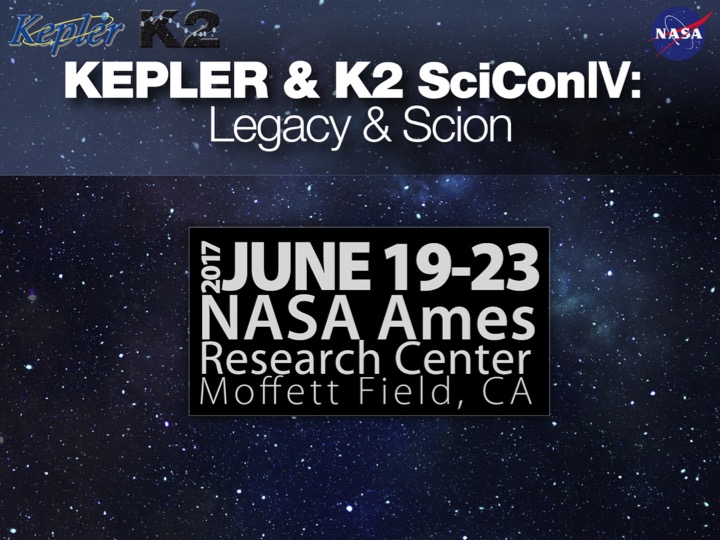 Kepler K2 NASA
KEPLER & K2 SciConIV:
Legacy & Scion
2017 JUNE 19-23
NASA Ames
Research Center
Moffett Field, CA